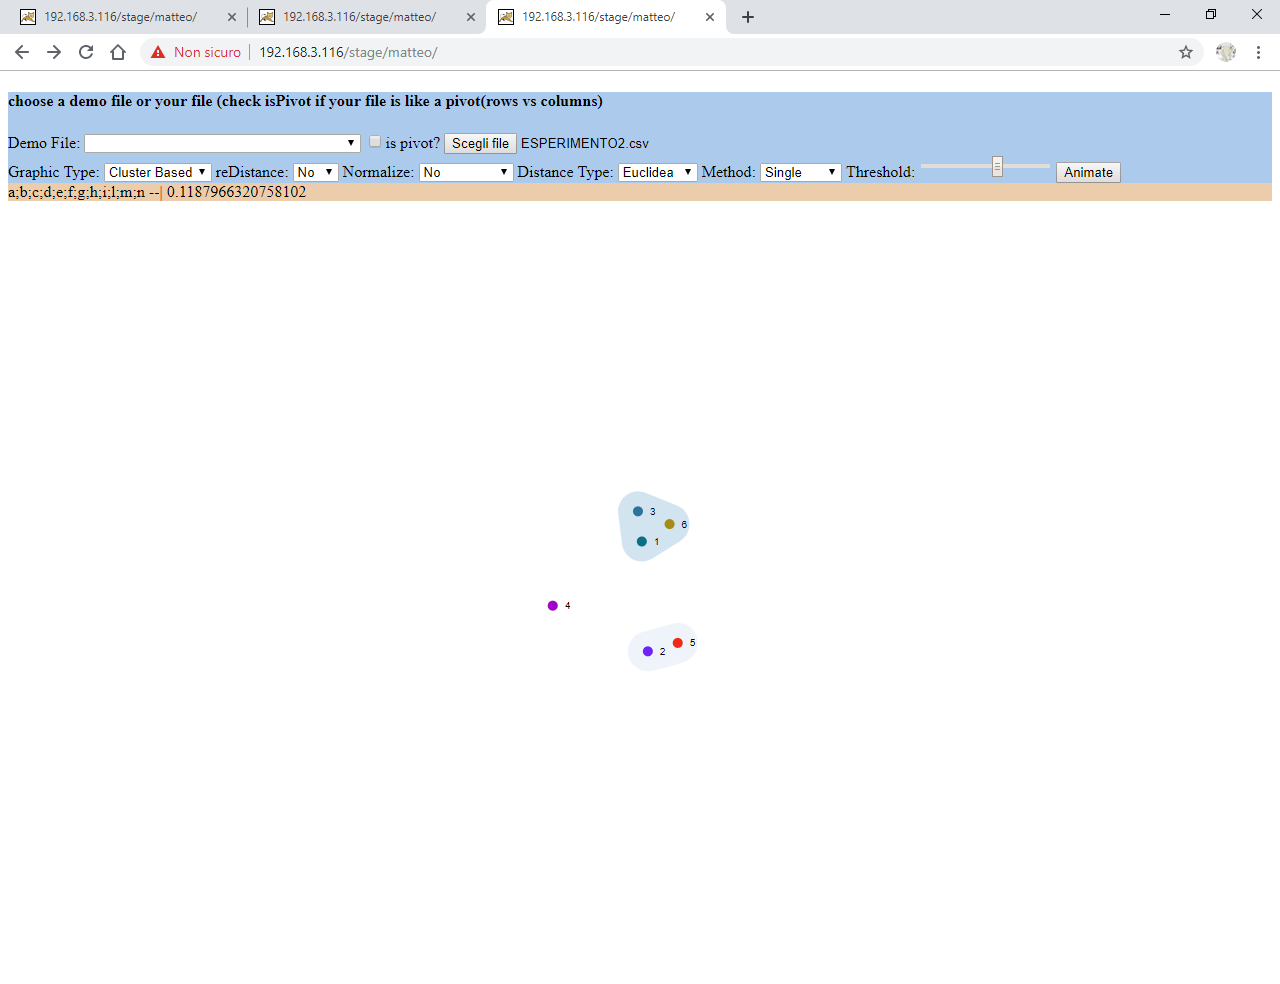 192.168.3.116/stage/matteo/ 192.168.3.116/stage/matteo/ 192.168.3.116/stage/matteo/
Non sicuro 192.168.3.116/stage/matteo/
choose a demo file or your file (check isPivot if your file is like a pivot(rows vs columns)
Demo File: is pivot? Scegli file ESPERIMENTO2.csv
Graphic Type: Cluster Based reDistance: No Normalize: No Distance Type: Euclidea Method: Single Threshold: Animate
a;b;c;d;e;f;g;h;i;l;m;n --| 0.1187966320758102
3
6
1
4
5
2